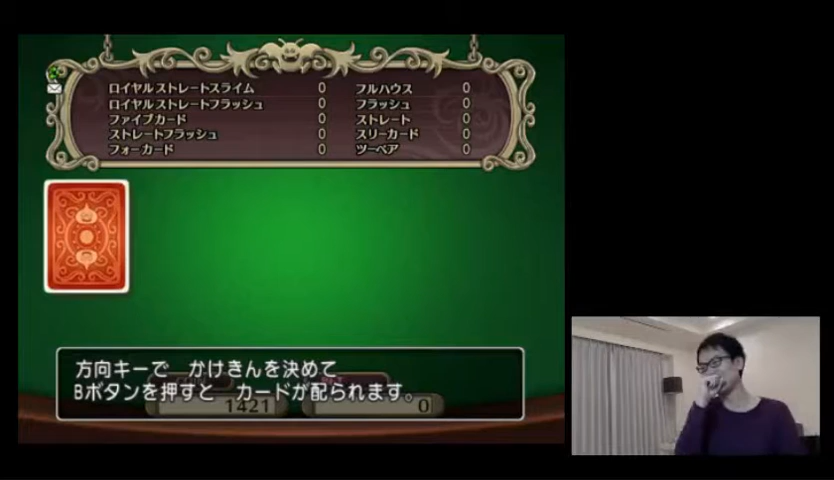 ロイヤルストレートスライム 0 フルハウス 0
ロイヤルストレートフラッシュ 0 フラッシュ 0
ファイブカード 0 ストレート 0
ストレートフラッシュ 0 スリーカード 0
フォーカード 0 ツーペア 0
方向キーで かけきんを決めて
Bボタンを押すと カードが配られます。
1421 0